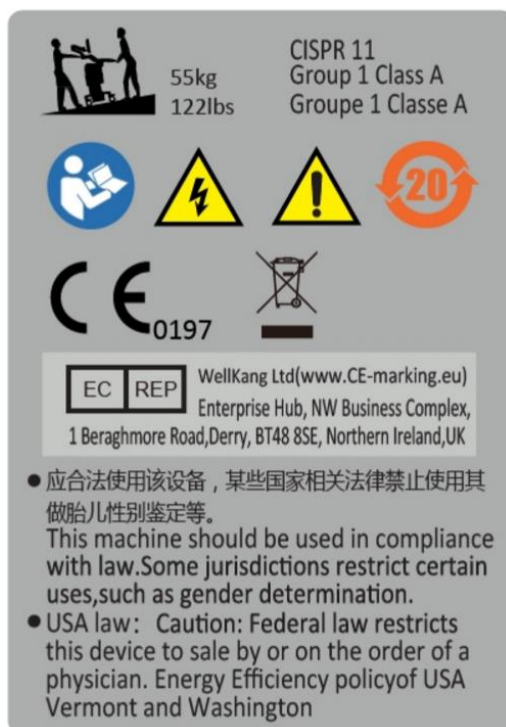 55kg
122lbs
CISPR 11
Group 1 Class A
Groupe 1 Classe A
20
CE 0197
EC REP
WellKang Ltd(www.CE-marking.eu)
Enterprise Hub, NW Business Complex,
1 Beraghmore Road,Derry, BT48 8SE, Northern Ireland,UK
● 应合法使用该设备，某些国家相关法律禁止使用其
做胎儿性别鉴定等。
This machine should be used in compliance
with law.Some jurisdictions restrict certain
uses,such as gender determination.
● USA law： Caution: Federal law restricts
this device to sale by or on the order of a
physician. Energy Efficiency policyof USA
Vermont and Washington